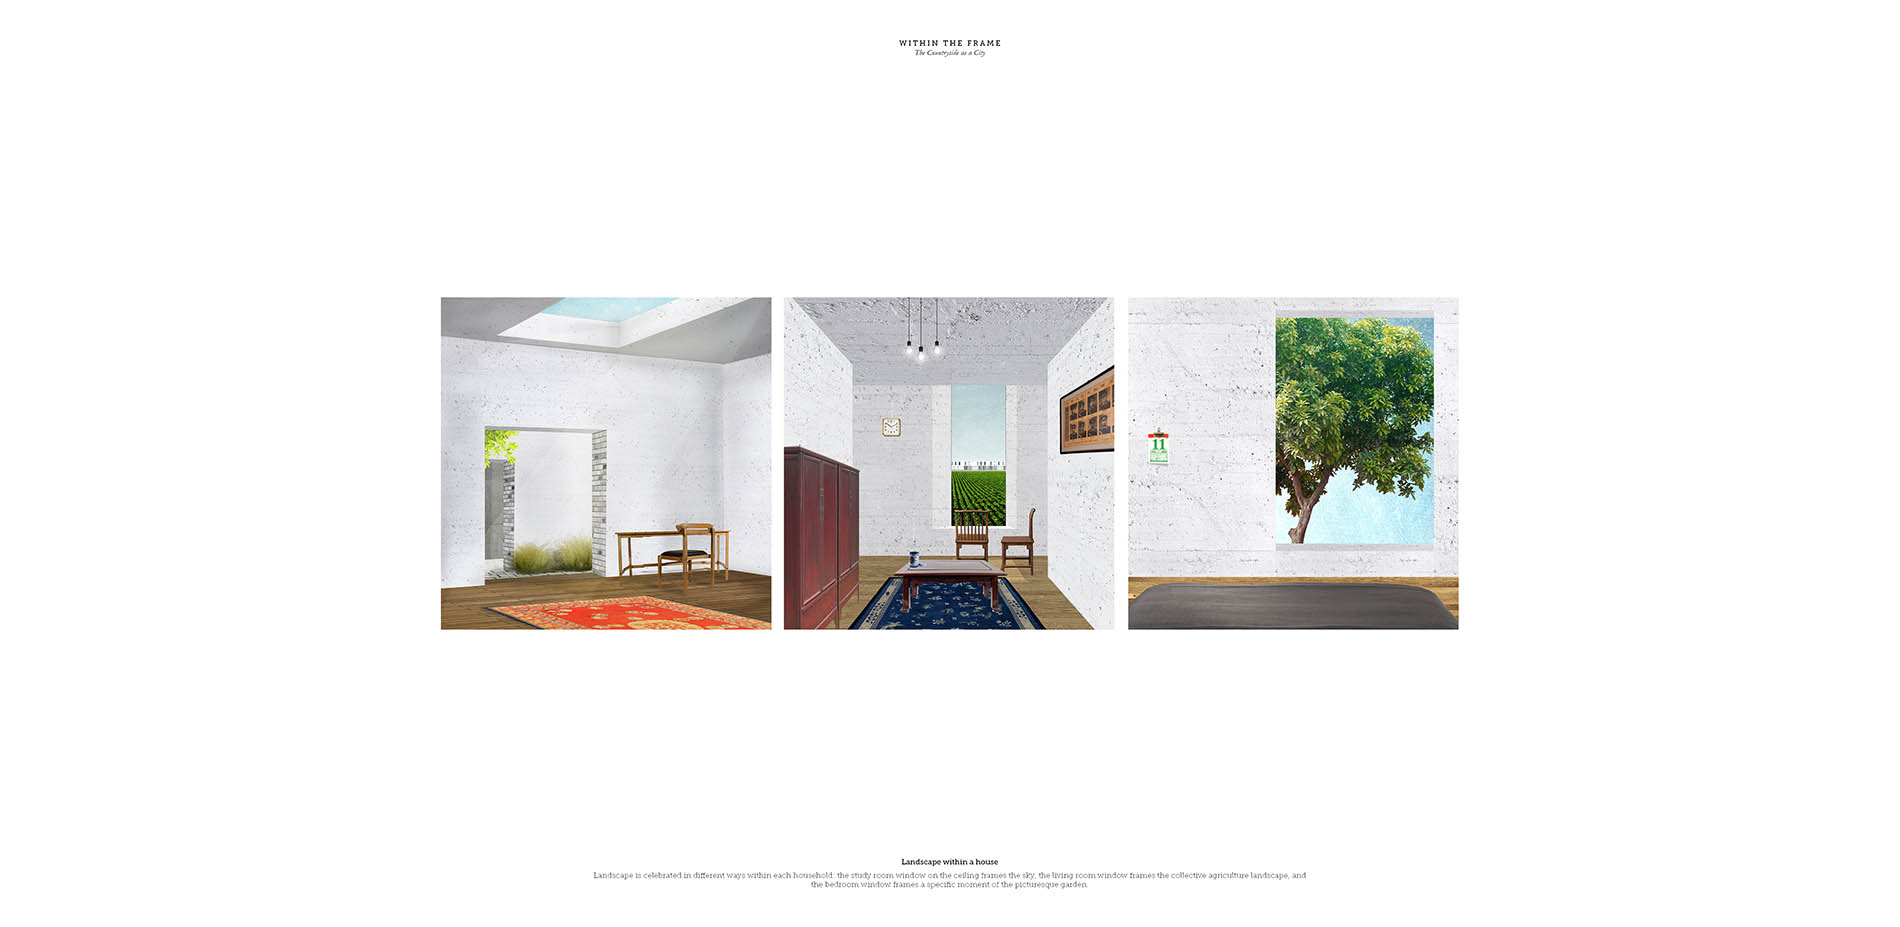 WITHIN THE FRAME
The Countryside as a City
11
Landscape within a house
Landscape is celebrated in different ways within each household: the study room window on the ceiling frames the sky, the living room window frames the collective agriculture landscape, and
the bedroom window frames a specific moment of the picturesque garden.